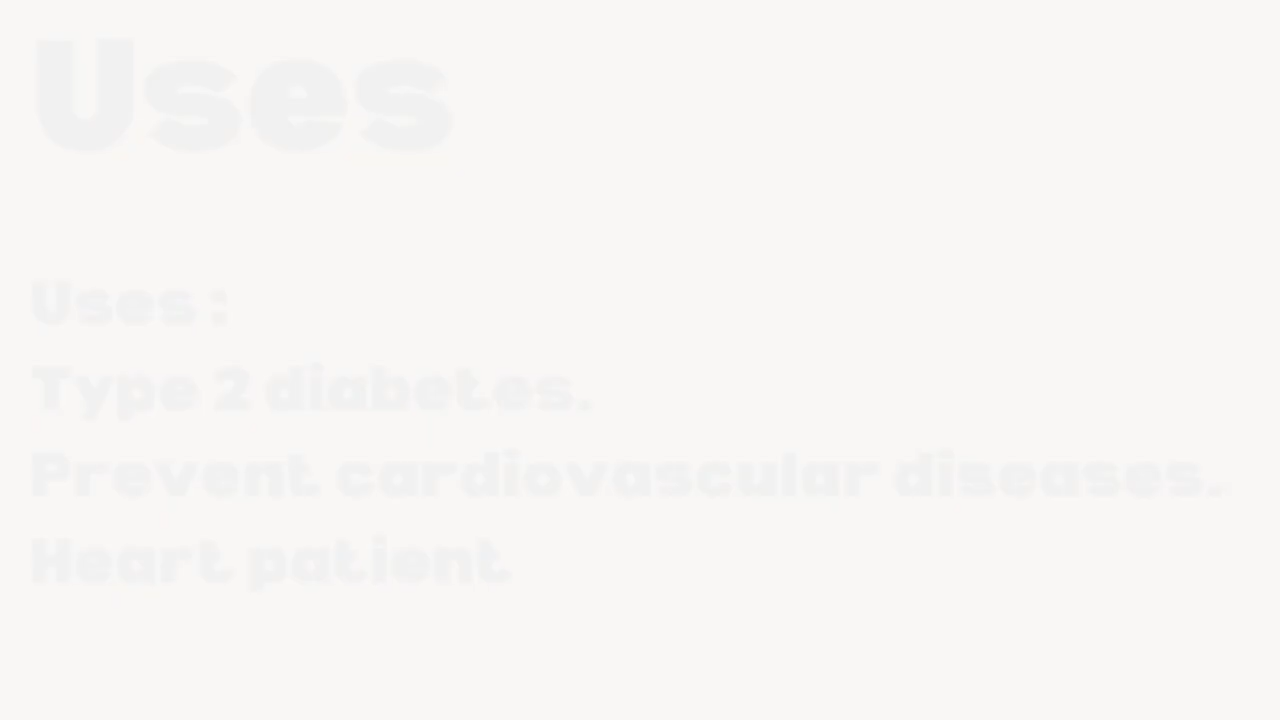 Uses
Uses :
Type 2 diabetes.
Prevent cardiovascular diseases.
Heart patient